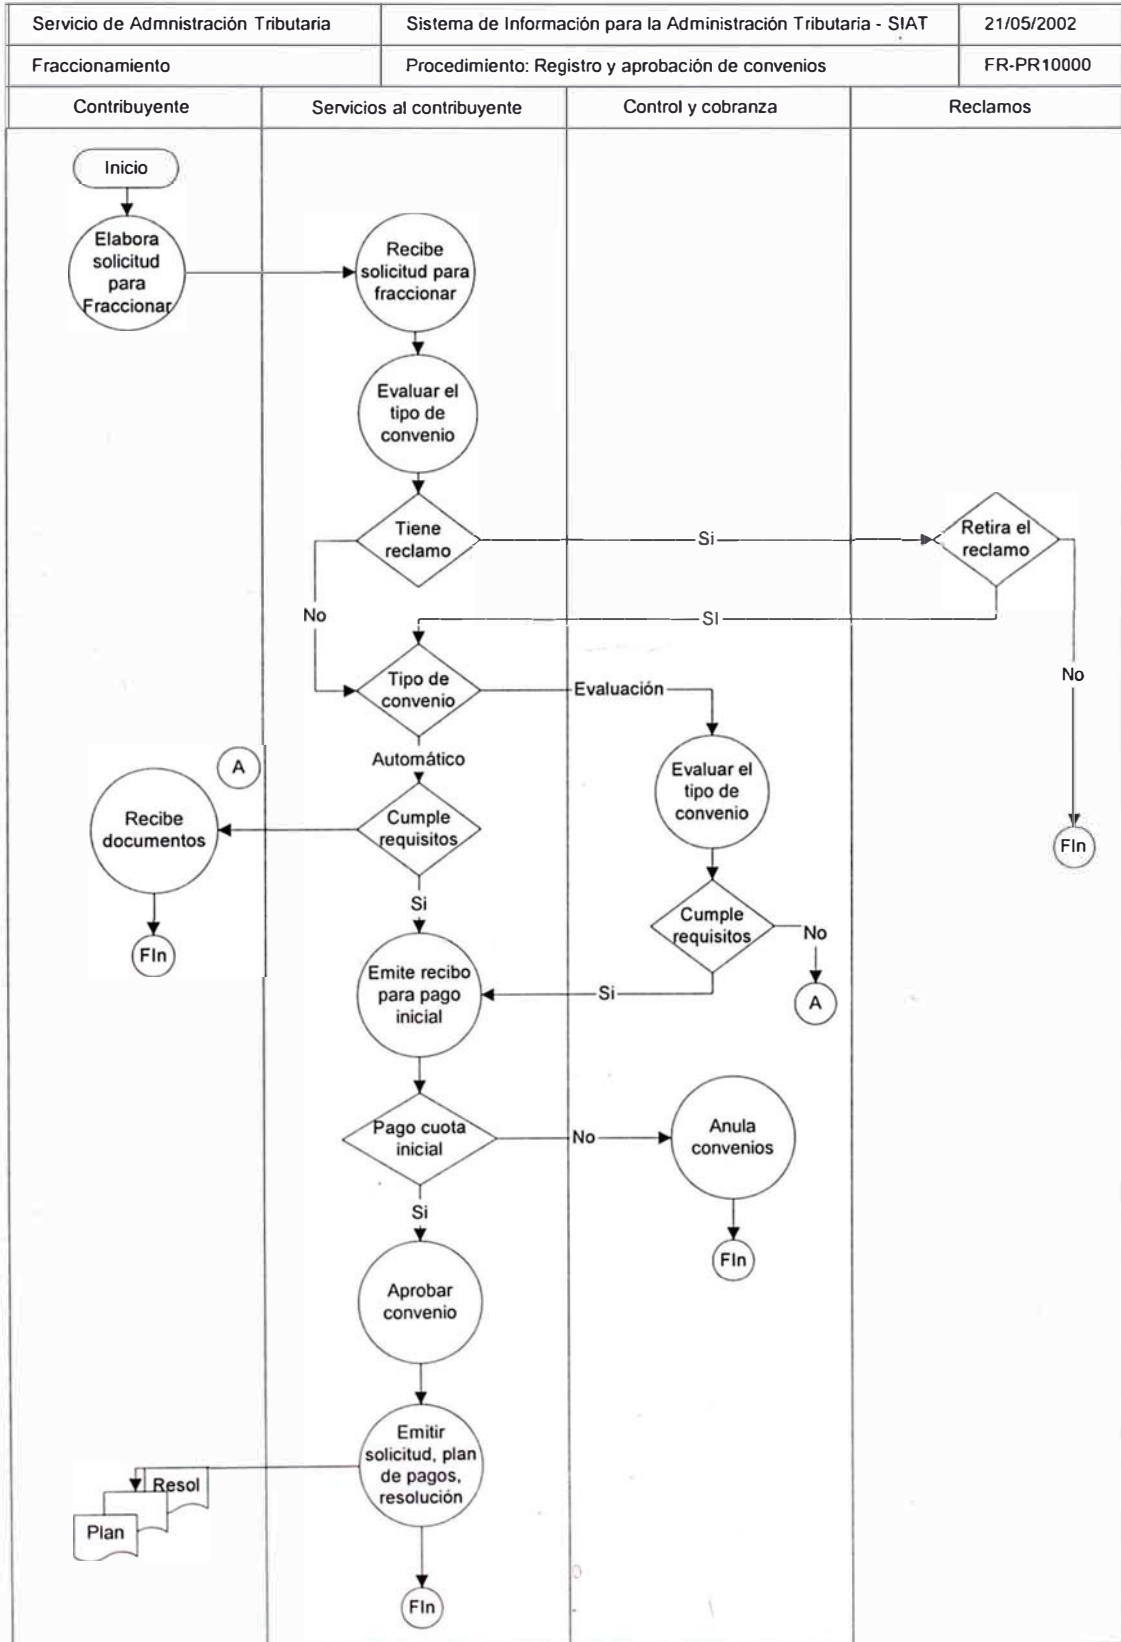 Servicio de Admnistración Tributaria
Sistema de Información para la Administración Tributaria - SIAT
21/05/2002
Fraccionamiento
Procedimiento: Registro y aprobación de convenios
FR-PR10000
Contribuyente
Servicios al contribuyente
Control y cobranza
Reclamos
Inicio
Elabora
solicitud
para
Fraccionar
Recibe
solicitud para
fraccionar
Evaluar el
tipo de
convenio
Tiene
reclamo
Si
Retira el
reclamo
No
SI
No
Tipo de
convenio
Evaluación
Automático
A
Recibe
documentos
Cumple
requisitos
Evaluar el
tipo de
convenio
FIn
Si
Cumple
requisitos
No
FIn
Emite recibo
para pago
inicial
Si
A
Pago cuota
inicial
No
Anula
convenios
Si
FIn
Aprobar
convenio
Emitir
solicitud, plan
de pagos,
resolución
Resol
Plan
FIn